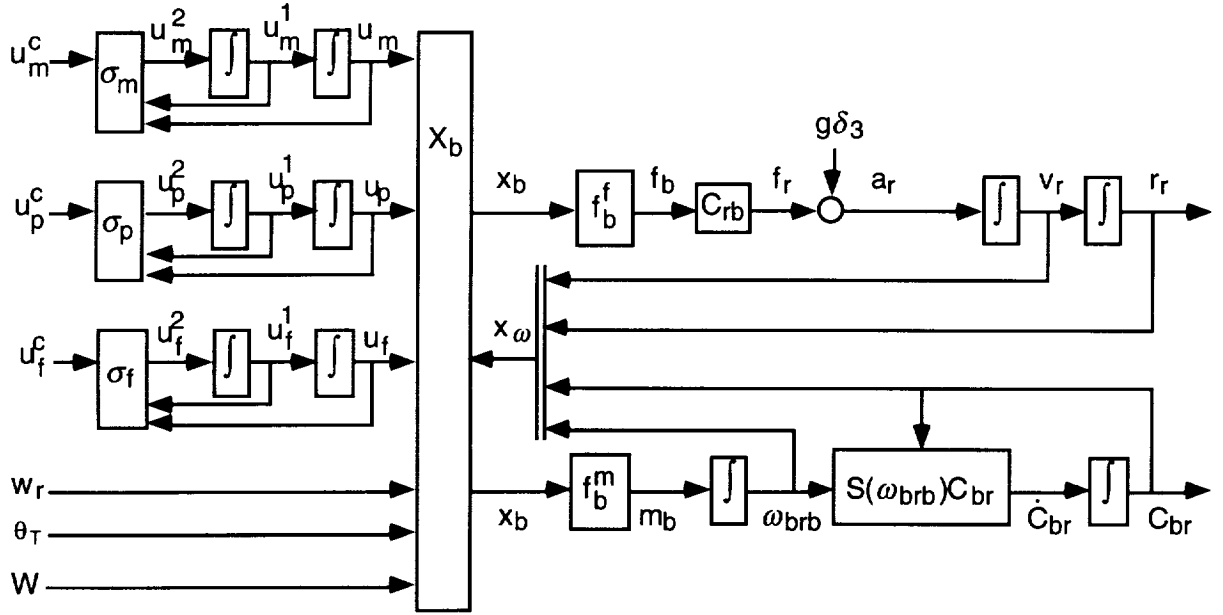 u_m^c σ_m u_m^2 ∫ u_m^1 ∫ u_m
X_b
u_p^c σ_p u_p^2 ∫ u_p^1 ∫ u_p
gδ_3
x_b f_b^f f_b C_rb f_r a_r ∫ v_r ∫ r_r
x_ω
u_f^c σ_f u_f^2 ∫ u_f^1 ∫ u_f
w_r
θ_T
W
x_b f_b^m m_b ∫ ω_brb S(ω_brb)C_br Ċ_br ∫ C_br